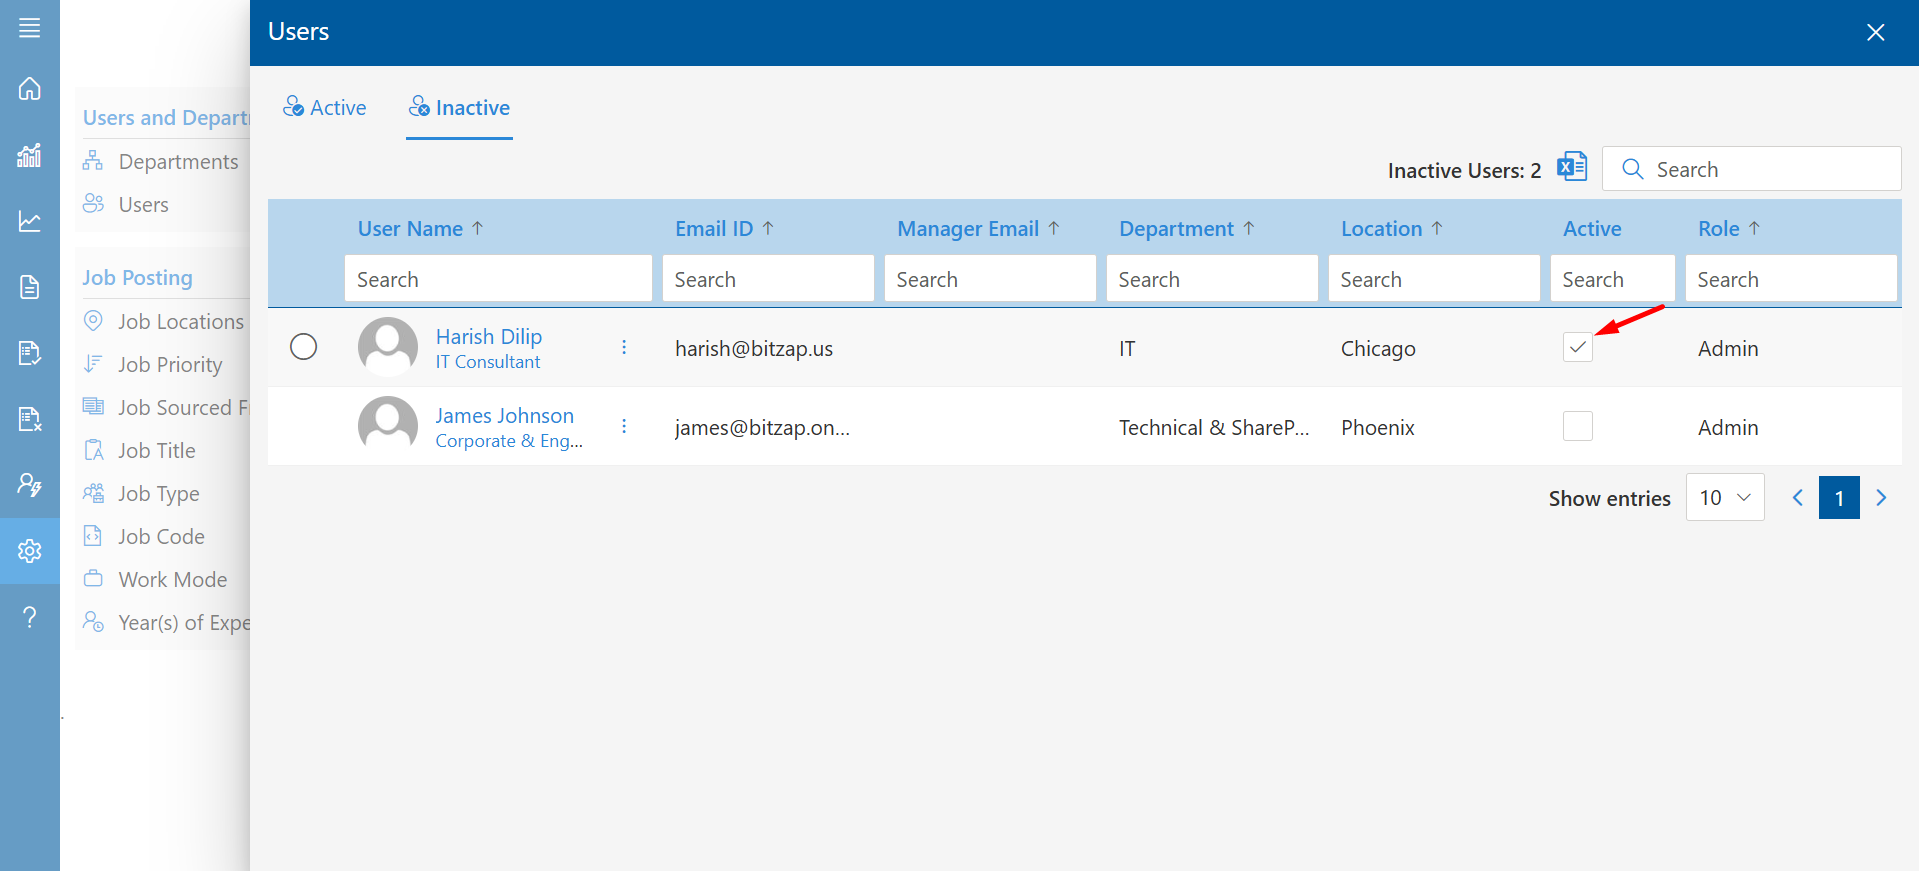 Users
Active
Inactive
Inactive Users: 2
Search
User Name Email ID Manager Email Department Location Active Role
Search Search Search Search Search Search Search
Harish Dilip
IT Consultant
harish@bitzap.us IT Chicago Admin
James Johnson
Corporate & Eng...
james@bitzap.on... Technical & ShareP... Phoenix Admin
Show entries 10 1
Users and Depart
Departments
Users
Job Posting
Job Locations
Job Priority
Job Sourced F
Job Title
Job Type
Job Code
Work Mode
Year(s) of Expe